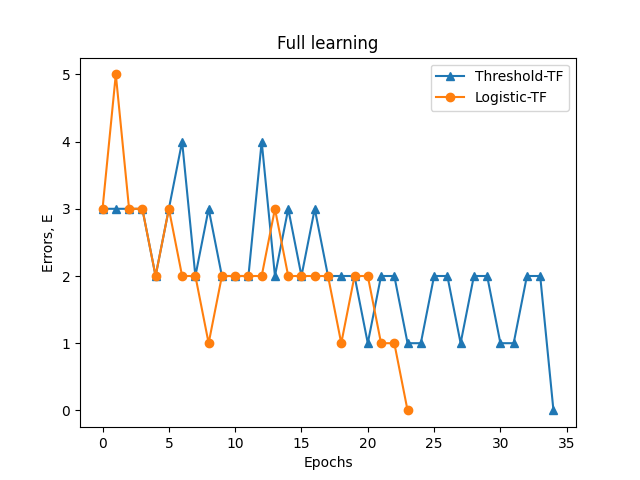 Full learning
Threshold-TF
Logistic-TF
Errors, E
5
4
3
2
1
0
0 5 10 15 20 25 30 35
Epochs